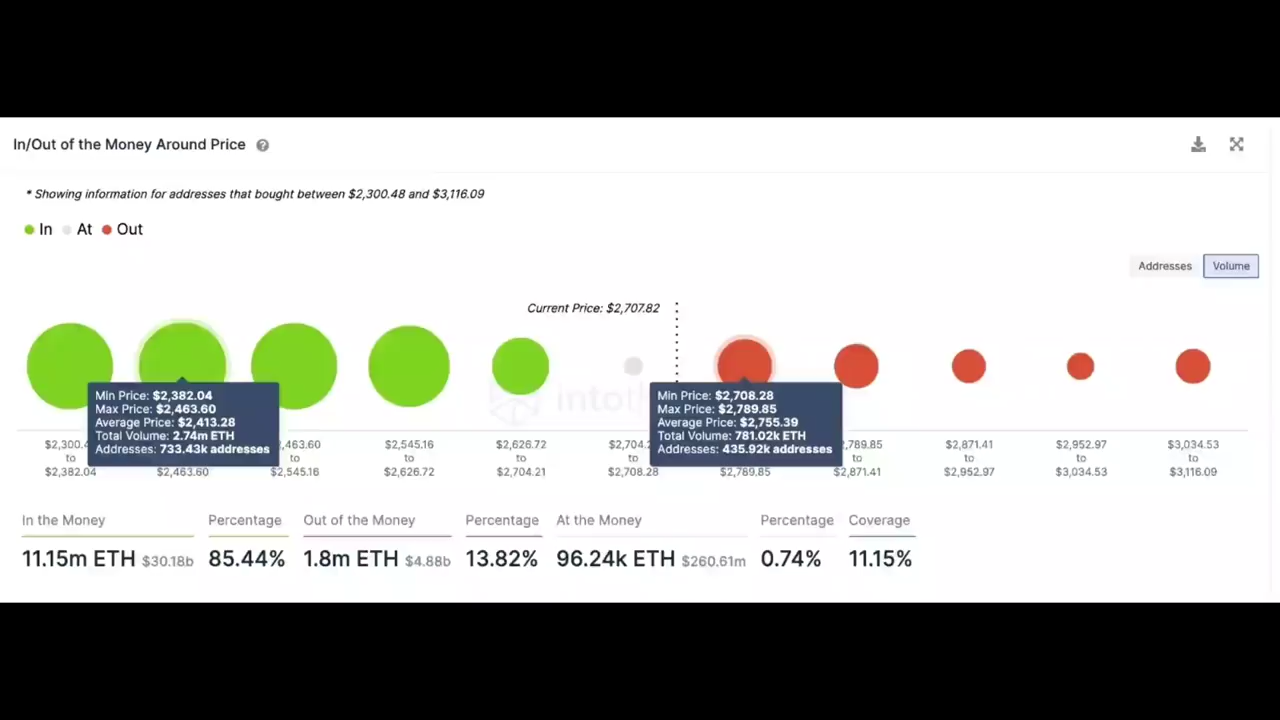 In/Out of the Money Around Price ?
* Showing information for addresses that bought between $2,300.48 and $3,116.09
In At Out
Addresses Volume
Current Price: $2,707.82
Min Price: $2,382.04
Max Price: $2,463.60
Average Price: $2,413.28
Total Volume: 2.74m ETH
Addresses: 733.43k addresses
Min Price: $2,708.28
Max Price: $2,789.85
Average Price: $2,755.39
Total Volume: 781.02k ETH
Addresses: 435.92k addresses
$2,300.4 ,463.60 $2,545.16 $2,626.72 $2,704.2 ,789.85 $2,871.41 $2,952.97 $3,034.53
to to to to to to to to to
$2,382.04 $2,463.60 $2,545.16 $2,626.72 $2,704.21 $2,708.28 $2,789.85 $2,871.41 $2,952.97 $3,034.53 $3,116.09
In the Money Percentage Out of the Money Percentage At the Money Percentage Coverage
11.15m ETH $30.18b 85.44% 1.8m ETH $4.88b 13.82% 96.24k ETH $260.61m 0.74% 11.15%